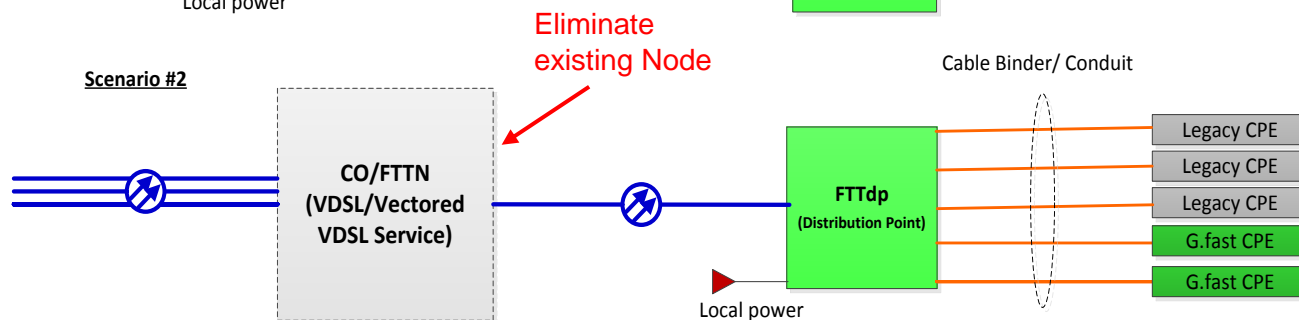 Local power
Eliminate
existing Node
Scenario #2
Cable Binder/ Conduit
CO/FTTN
(VDSL/Vectored
VDSL Service)
FTTdp
(Distribution Point)
Legacy CPE
Legacy CPE
Legacy CPE
G.fast CPE
G.fast CPE
Local power